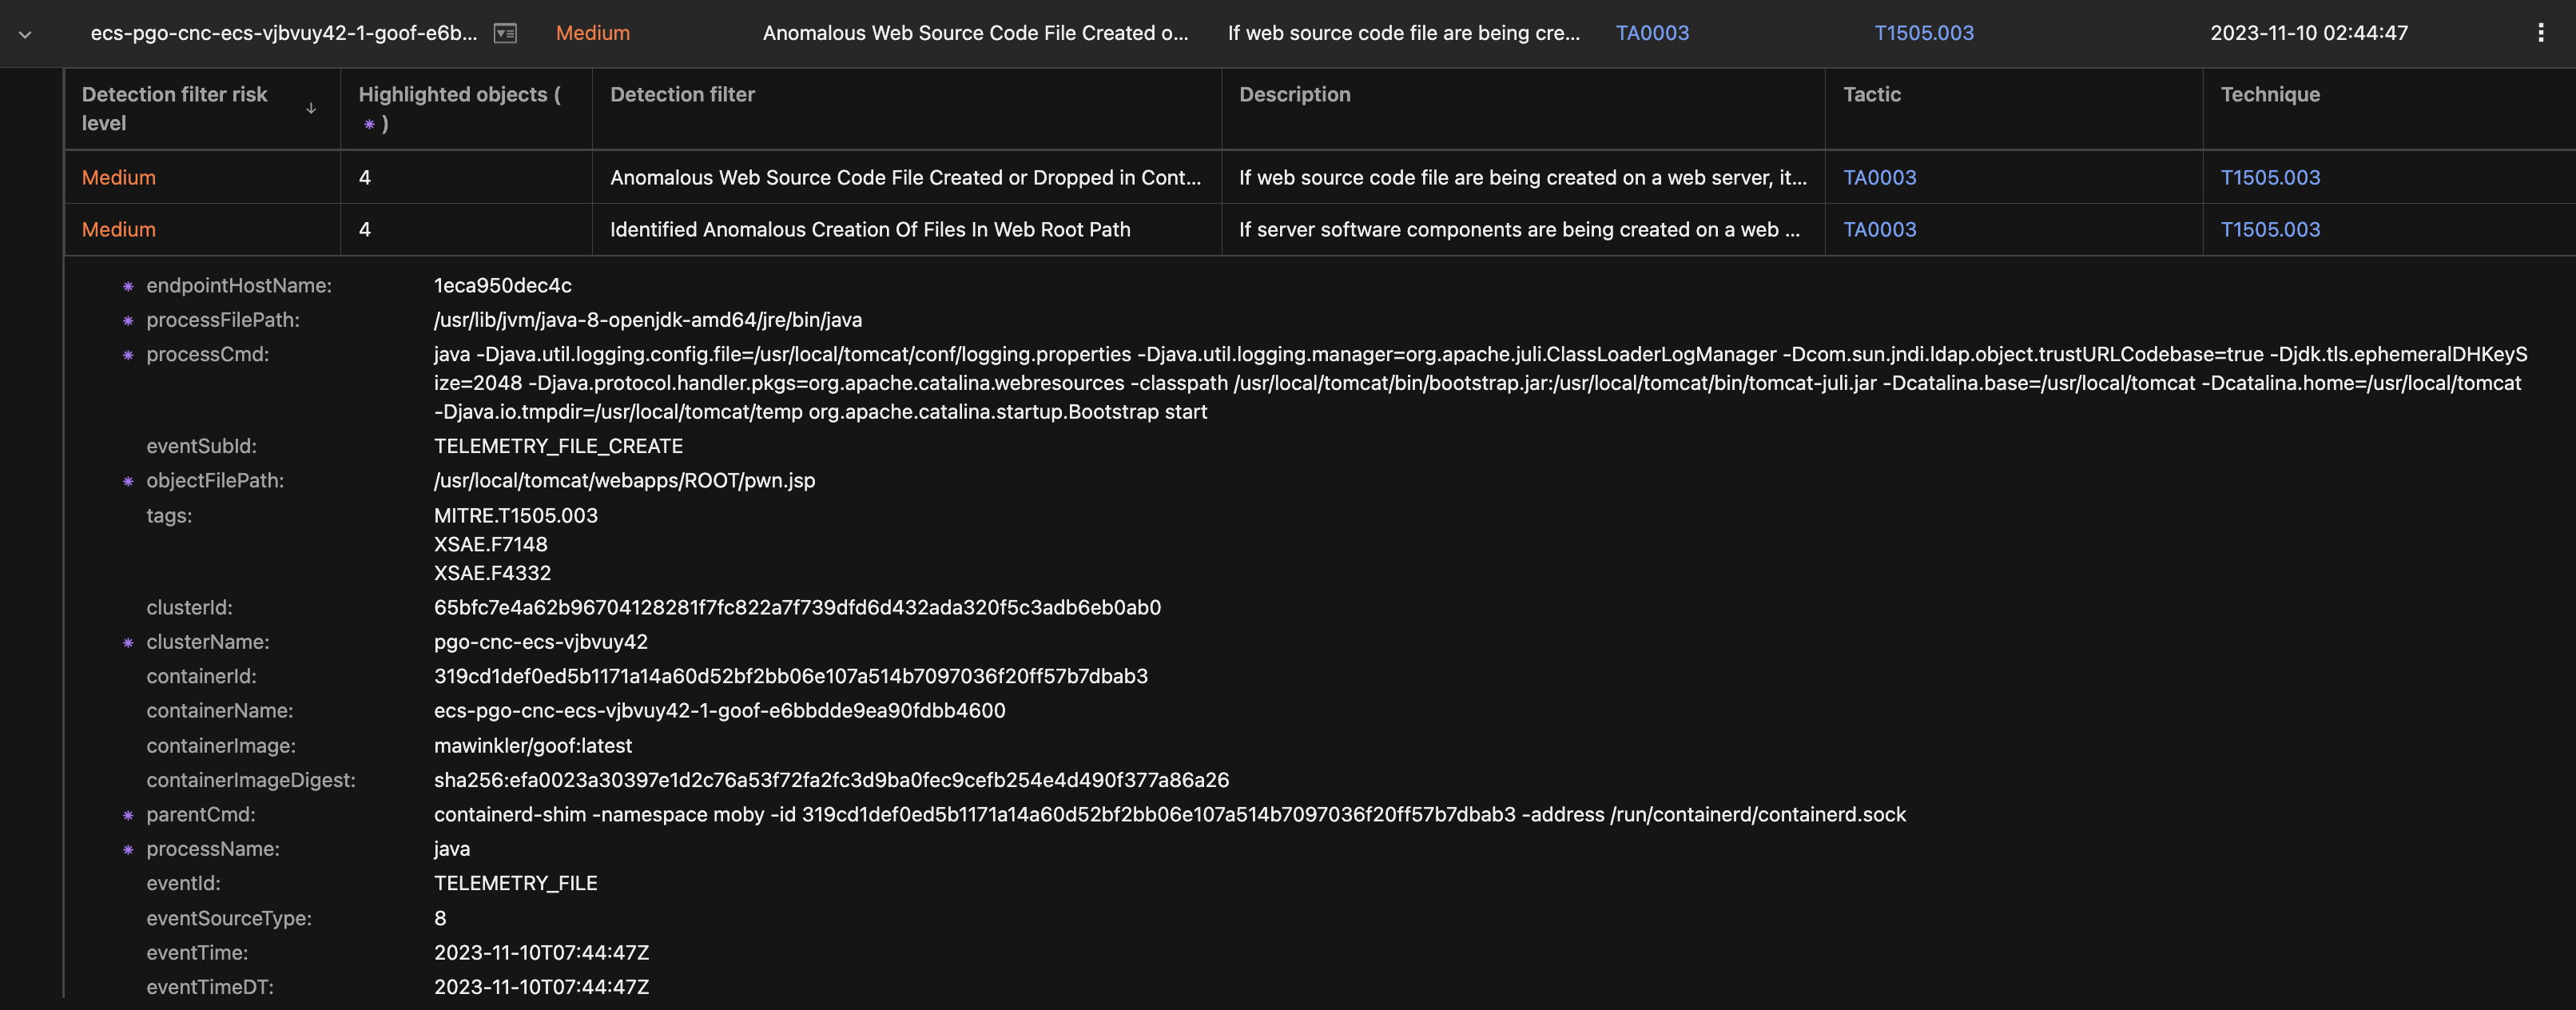 ecs-pgo-cnc-ecs-vjbvuy42-1-goof-e6b... Medium Anomalous Web Source Code File Created o... If web source code file are being cre... TA0003 T1505.003 2023-11-10 02:44:47
Detection filter risk level ↓ Highlighted objects ( * ) Detection filter Description Tactic Technique
Medium 4 Anomalous Web Source Code File Created or Dropped in Cont... If web source code file are being created on a web server, it... TA0003 T1505.003
Medium 4 Identified Anomalous Creation Of Files In Web Root Path If server software components are being created on a web ... TA0003 T1505.003
* endpointHostName: 1eca950dec4c
* processFilePath: /usr/lib/jvm/java-8-openjdk-amd64/jre/bin/java
* processCmd: java -Djava.util.logging.config.file=/usr/local/tomcat/conf/logging.properties -Djava.util.logging.manager=org.apache.juli.ClassLoaderLogManager -Dcom.sun.jndi.ldap.object.trustURLCodebase=true -Djdk.tls.ephemeralDHKeyS
ize=2048 -Djava.protocol.handler.pkgs=org.apache.catalina.webresources -classpath /usr/local/tomcat/bin/bootstrap.jar:/usr/local/tomcat/bin/tomcat-juli.jar -Dcatalina.base=/usr/local/tomcat -Dcatalina.home=/usr/local/tomcat
-Djava.io.tmpdir=/usr/local/tomcat/temp org.apache.catalina.startup.Bootstrap start
eventSubId: TELEMETRY_FILE_CREATE
* objectFilePath: /usr/local/tomcat/webapps/ROOT/pwn.jsp
tags: MITRE.T1505.003
XSAE.F7148
XSAE.F4332
clusterId: 65bfc7e4a62b96704128281f7fc822a7f739dfd6d432ada320f5c3adb6eb0ab0
* clusterName: pgo-cnc-ecs-vjbvuy42
containerId: 319cd1def0ed5b1171a14a60d52bf2bb06e107a514b7097036f20ff57b7dbab3
containerName: ecs-pgo-cnc-ecs-vjbvuy42-1-goof-e6bbdde9ea90fdbb4600
containerImage: mawinkler/goof:latest
containerImageDigest: sha256:efa0023a30397e1d2c76a53f72fa2fc3d9ba0fec9cefb254e4d490f377a86a26
* parentCmd: containerd-shim -namespace moby -id 319cd1def0ed5b1171a14a60d52bf2bb06e107a514b7097036f20ff57b7dbab3 -address /run/containerd/containerd.sock
* processName: java
eventId: TELEMETRY_FILE
eventSourceType: 8
eventTime: 2023-11-10T07:44:47Z
eventTimeDT: 2023-11-10T07:44:47Z